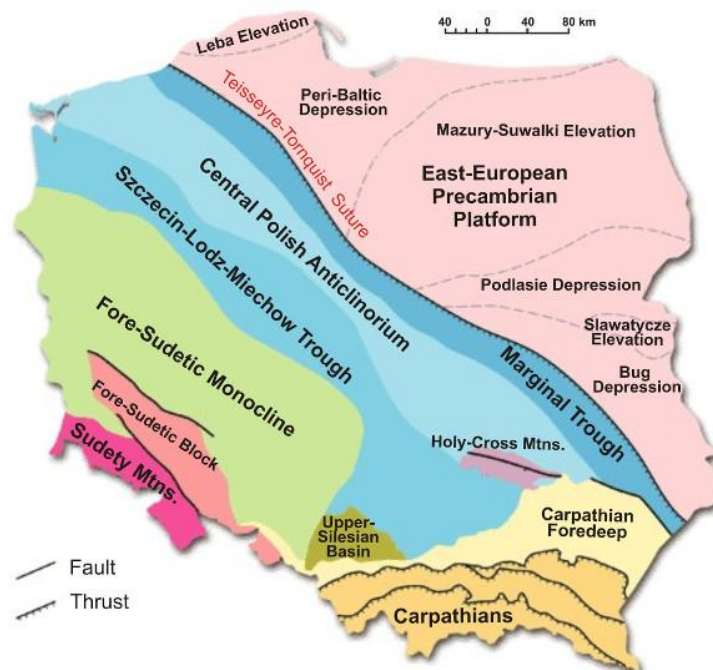 40 0 40 80 km
Leba Elevation
Peri-Baltic
Depression
Teisseyre-Tornquist Suture
Mazury-Suwalki Elevation
East-European
Precambrian
Platform
Central Polish Anticlinorium
Szczecin-Lodz-Miechow Trough
Podlasie Depression
Slawatycze
Elevation
Bug
Depression
Marginal Trough
Fore-Sudetic Monocline
Fore-Sudetic Block
Sudety Mtns.
Holy-Cross Mtns.
Upper-
Silesian
Basin
Carpathian
Foredeep
Carpathians
Fault
Thrust